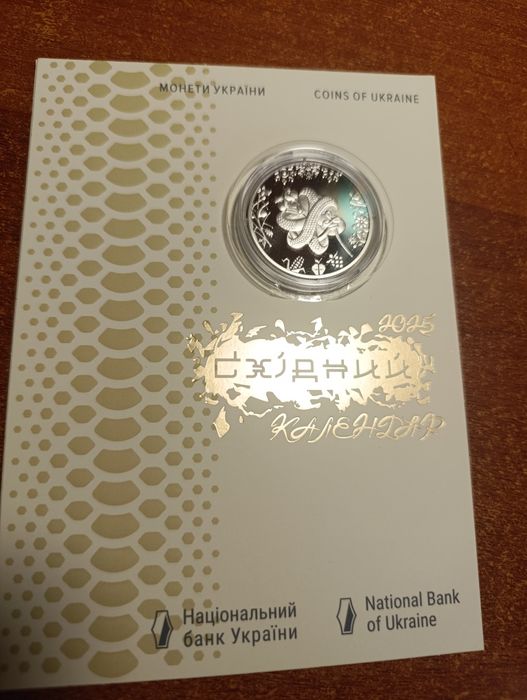 МОНЕТИ УКРАЇНИ
COINS OF UKRAINE
2025
Східний
КАЛЕНДАР
Національний
банк України
National Bank
of Ukraine